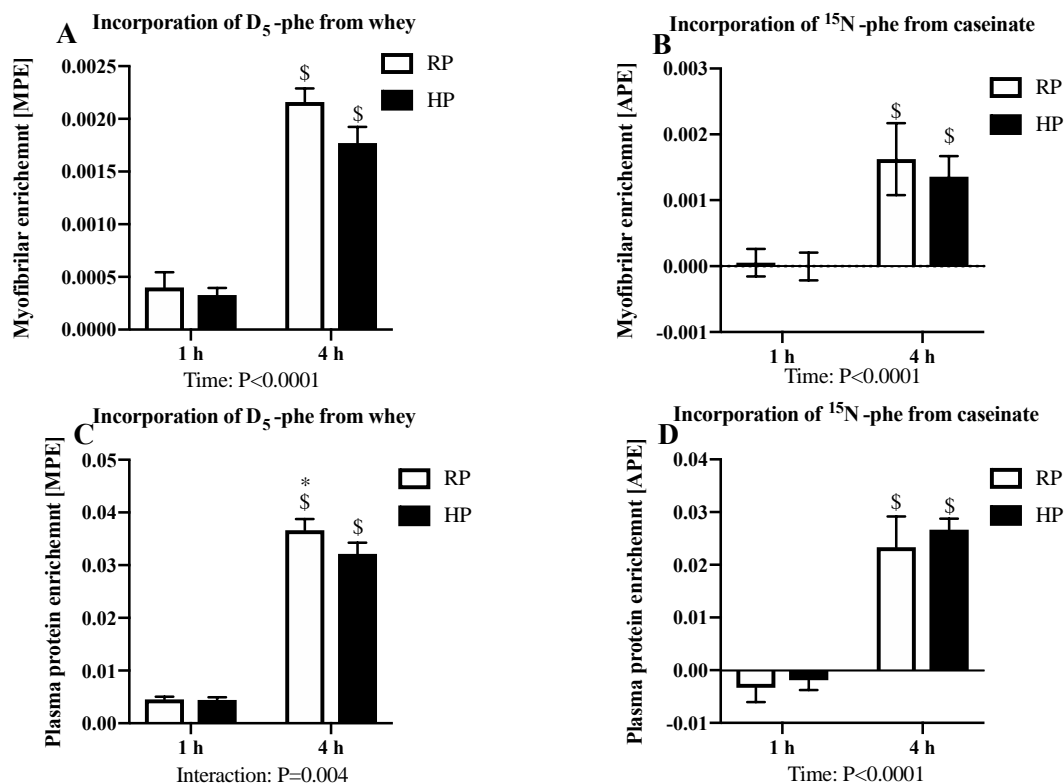 A
Incorporation of D5 -phe from whey
Myofibrilar enrichemnt [MPE]
0.0025
0.0020
0.0015
0.0010
0.0005
0.0000
$
$
RP
HP
1 h
4 h
Time: P<0.0001
B
Incorporation of 15N -phe from caseinate
Myofibrilar enrichemnt [APE]
0.003
0.002
0.001
0.000
-0.001
$
$
RP
HP
1 h
4 h
Time: P<0.0001
C
Incorporation of D5 -phe from whey
Plasma protein enrichemnt [MPE]
0.05
0.04
0.03
0.02
0.01
0.00
*
$
$
RP
HP
1 h
4 h
Interaction: P=0.004
D
Incorporation of 15N -phe from caseinate
Plasma protein enrichemnt [APE]
0.04
0.03
0.02
0.01
0.00
-0.01
$
$
RP
HP
1 h
4 h
Time: P<0.0001